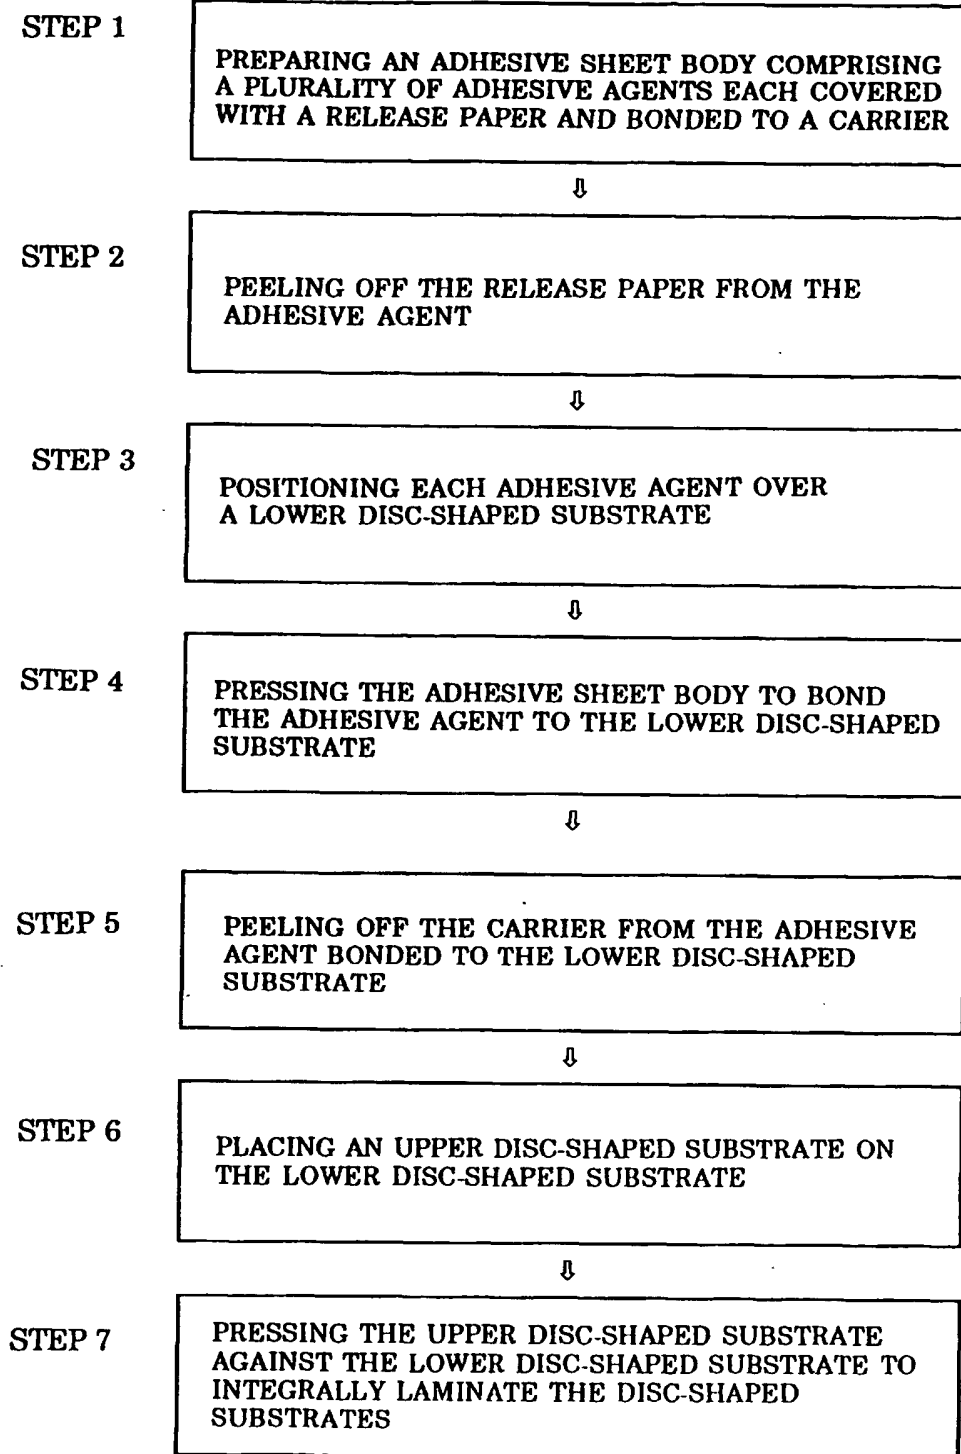 STEP 1
PREPARING AN ADHESIVE SHEET BODY COMPRISING
A PLURALITY OF ADHESIVE AGENTS EACH COVERED
WITH A RELEASE PAPER AND BONDED TO A CARRIER
⇩
STEP 2
PEELING OFF THE RELEASE PAPER FROM THE
ADHESIVE AGENT
⇩
STEP 3
POSITIONING EACH ADHESIVE AGENT OVER
A LOWER DISC-SHAPED SUBSTRATE
⇩
STEP 4
PRESSING THE ADHESIVE SHEET BODY TO BOND
THE ADHESIVE AGENT TO THE LOWER DISC-SHAPED
SUBSTRATE
⇩
STEP 5
PEELING OFF THE CARRIER FROM THE ADHESIVE
AGENT BONDED TO THE LOWER DISC-SHAPED
SUBSTRATE
⇩
STEP 6
PLACING AN UPPER DISC-SHAPED SUBSTRATE ON
THE LOWER DISC-SHAPED SUBSTRATE
⇩
STEP 7
PRESSING THE UPPER DISC-SHAPED SUBSTRATE
AGAINST THE LOWER DISC-SHAPED SUBSTRATE TO
INTEGRALLY LAMINATE THE DISC-SHAPED
SUBSTRATES